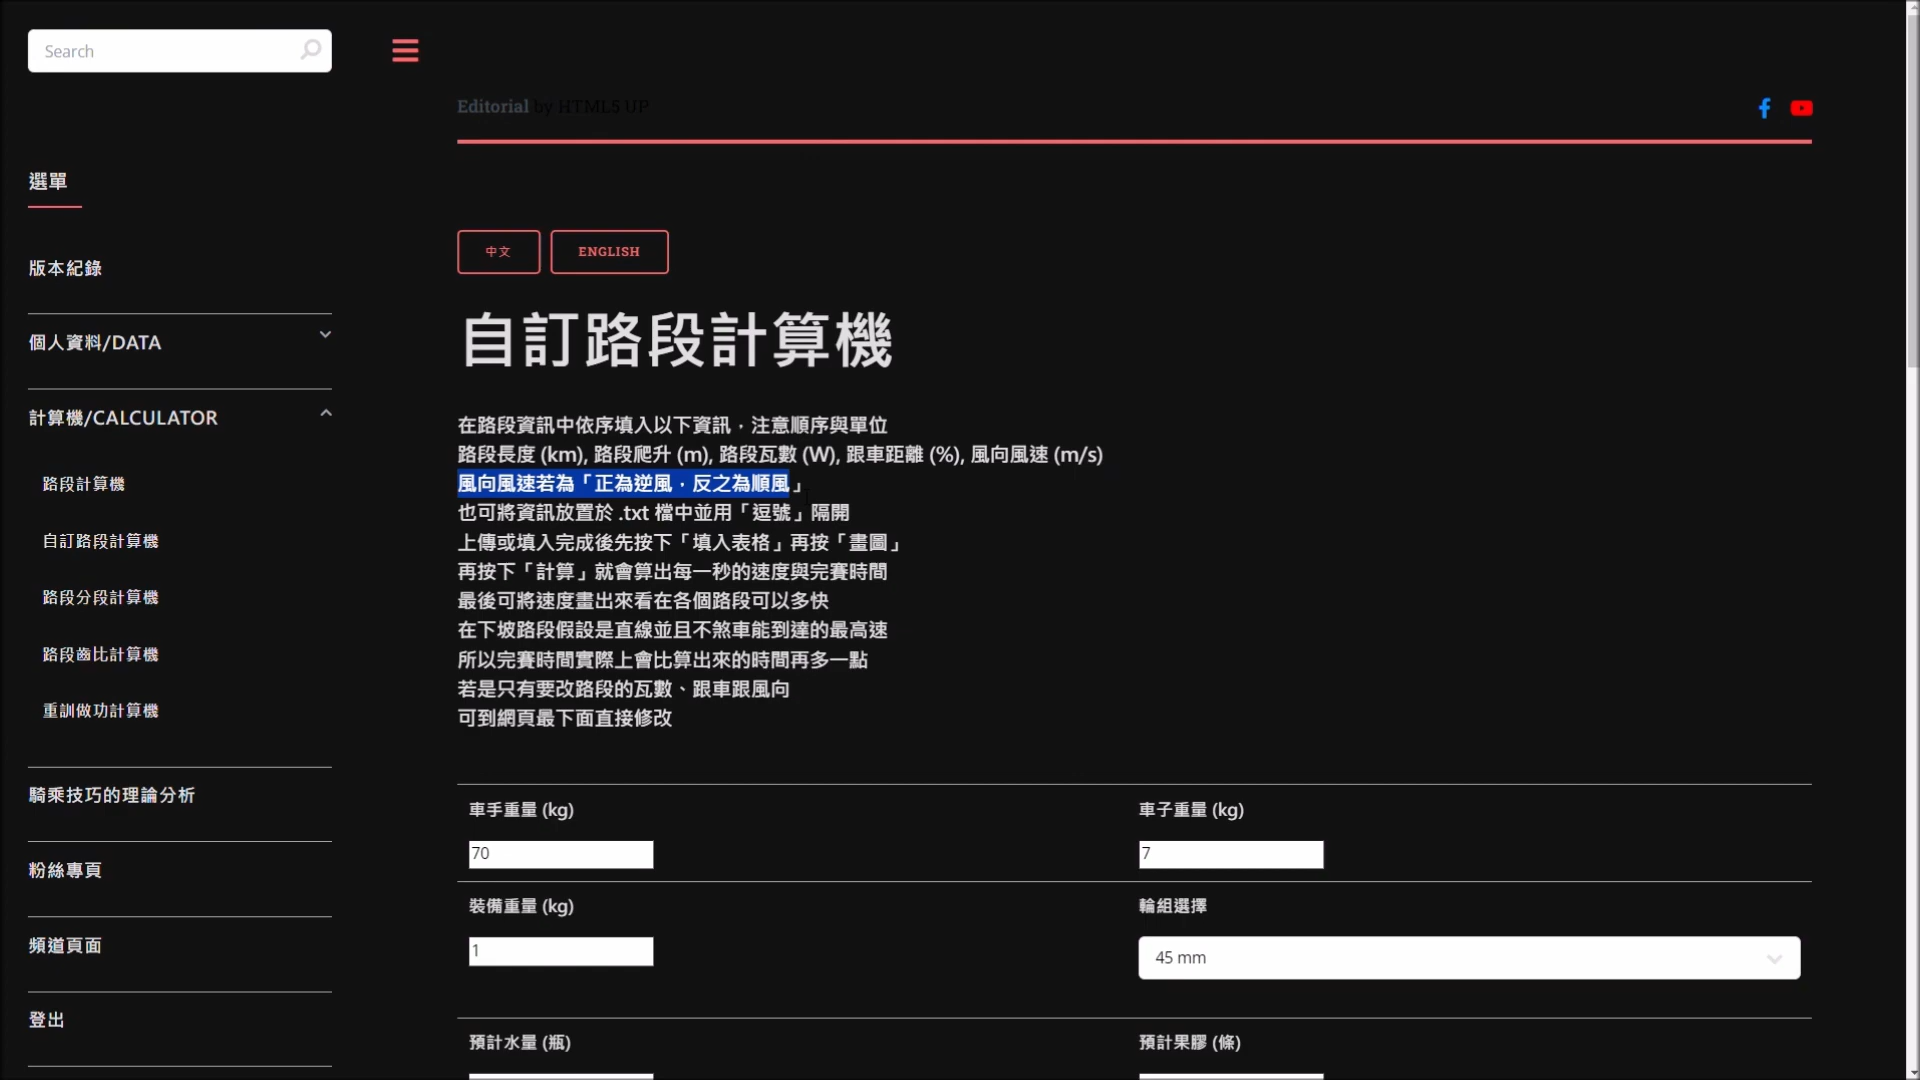 Search
選單
版本紀錄
個人資料/DATA
計算機/CALCULATOR
路段計算機
自訂路段計算機
路段分段計算機
路段齒比計算機
重訓做功計算機
騎乘技巧的理論分析
粉絲專頁
頻道頁面
登出
Editorial by HTML5 UP
中文
ENGLISH
自訂路段計算機
在路段資訊中依序填入以下資訊，注意順序與單位
路段長度 (km), 路段爬升 (m), 路段瓦數 (W), 跟車距離 (%), 風向風速 (m/s)
風向風速若為「正為逆風，反之為順風」
也可將資訊放置於 .txt 檔中並用「逗號」隔開
上傳或填入完成後先按下「填入表格」再按「畫圖」
再按下「計算」就會算出每一秒的速度與完賽時間
最後可將速度畫出來看在各個路段可以多快
在下坡路段假設是直線並且不煞車能到達的最高速
所以完賽時間實際上會比算出來的時間再多一點
若是只有要改路段的瓦數、跟車跟風向
可到網頁最下面直接修改
車手重量 (kg)
70
車子重量 (kg)
7
裝備重量 (kg)
1
輪組選擇
45 mm
預計水量 (瓶)
預計果膠 (條)